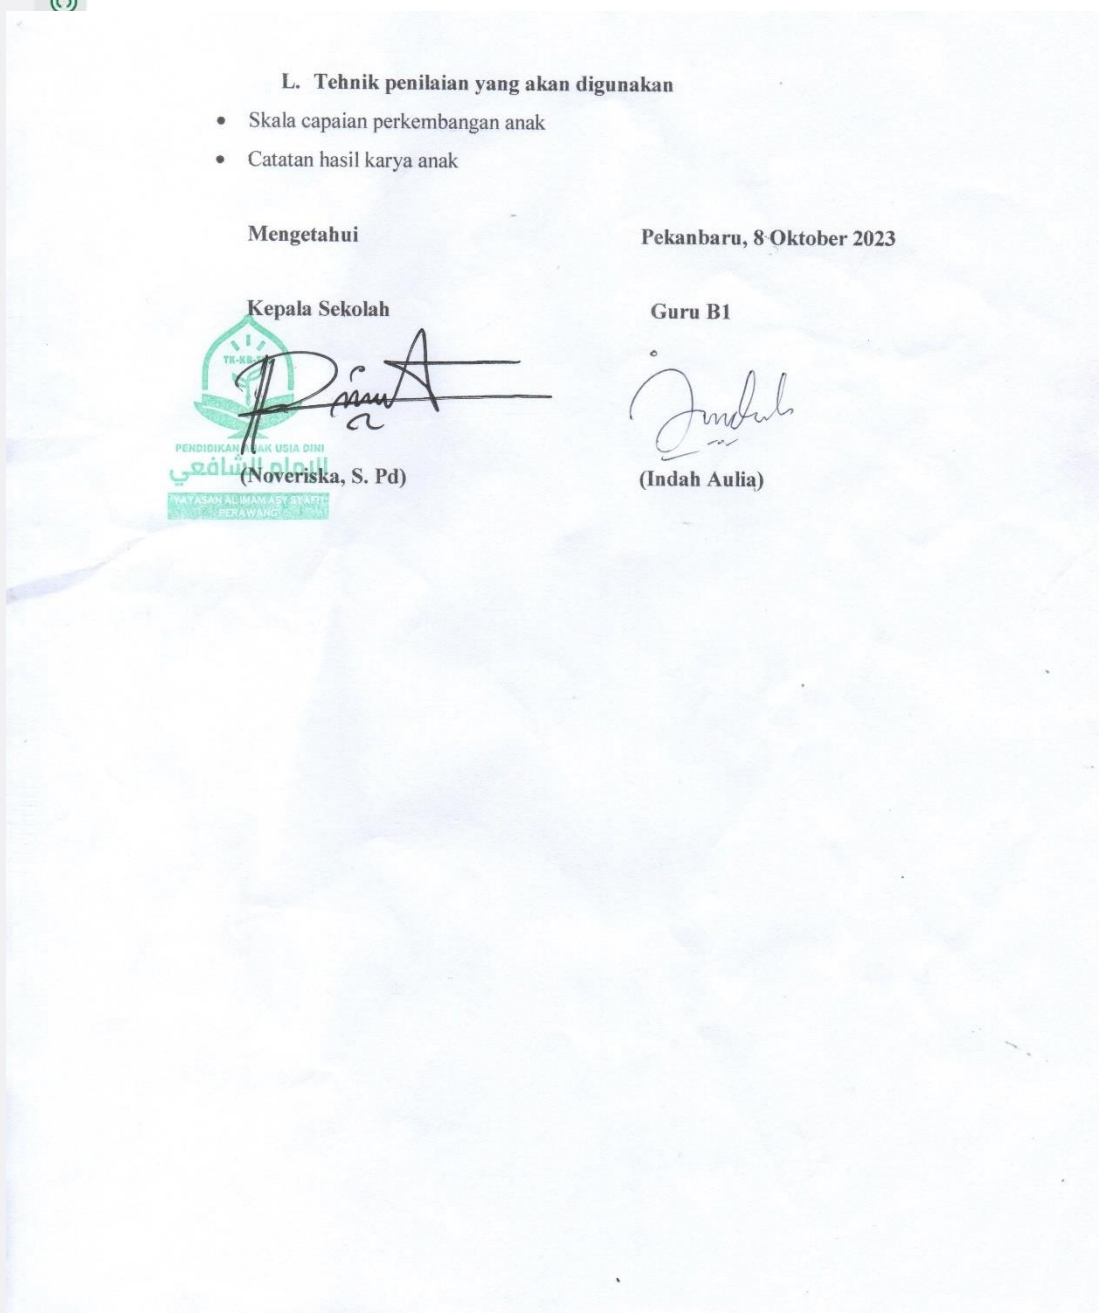 L. Tehnik penilaian yang akan digunakan
• Skala capaian perkembangan anak
• Catatan hasil karya anak
Mengetahui
Pekanbaru, 8 Oktober 2023
Kepala Sekolah
Guru B1
PENDIDIKAN ANAK USIA DINI
الإمام الشافعي
(Noveriska, S. Pd)
(Indah Aulia)
YAYASAN AL IMAM ASY SYAFI'I
PERAWANG